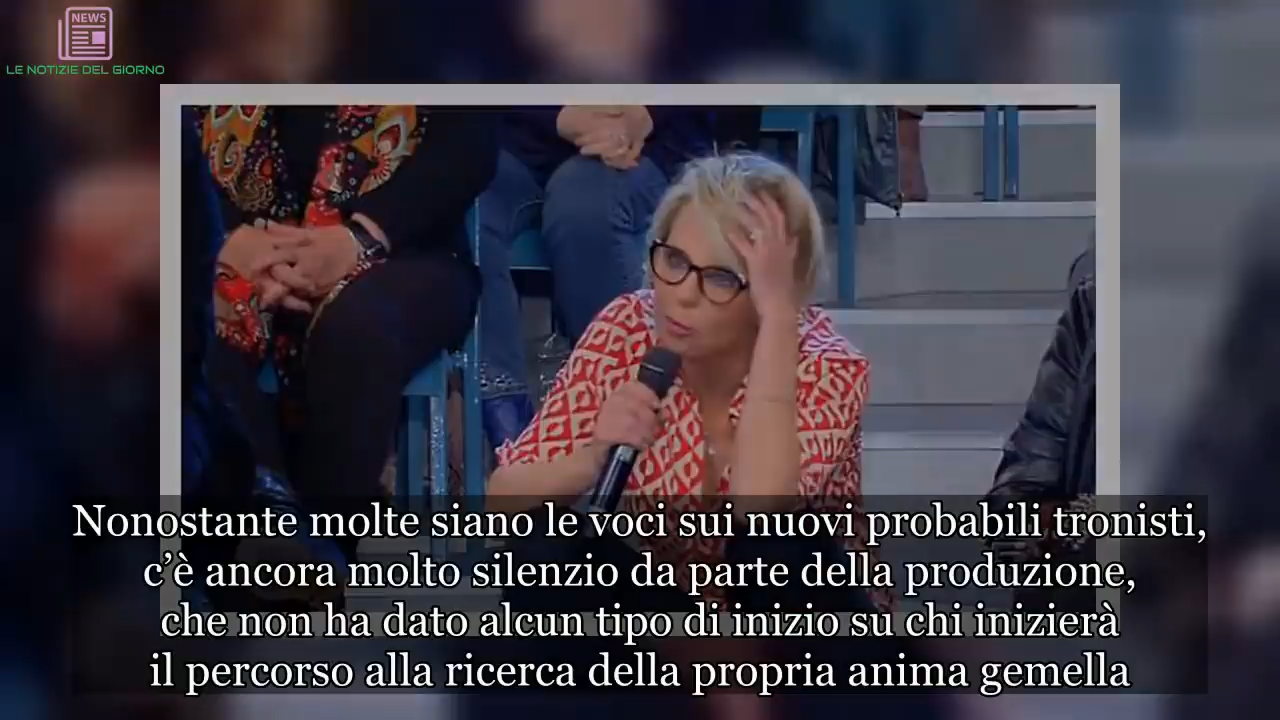 NEWS
LE NOTIZIE DEL GIORNO
Nonostante molte siano le voci sui nuovi probabili tronisti,
c’è ancora molto silenzio da parte della produzione,
che non ha dato alcun tipo di inizio su chi inizierà
il percorso alla ricerca della propria anima gemella